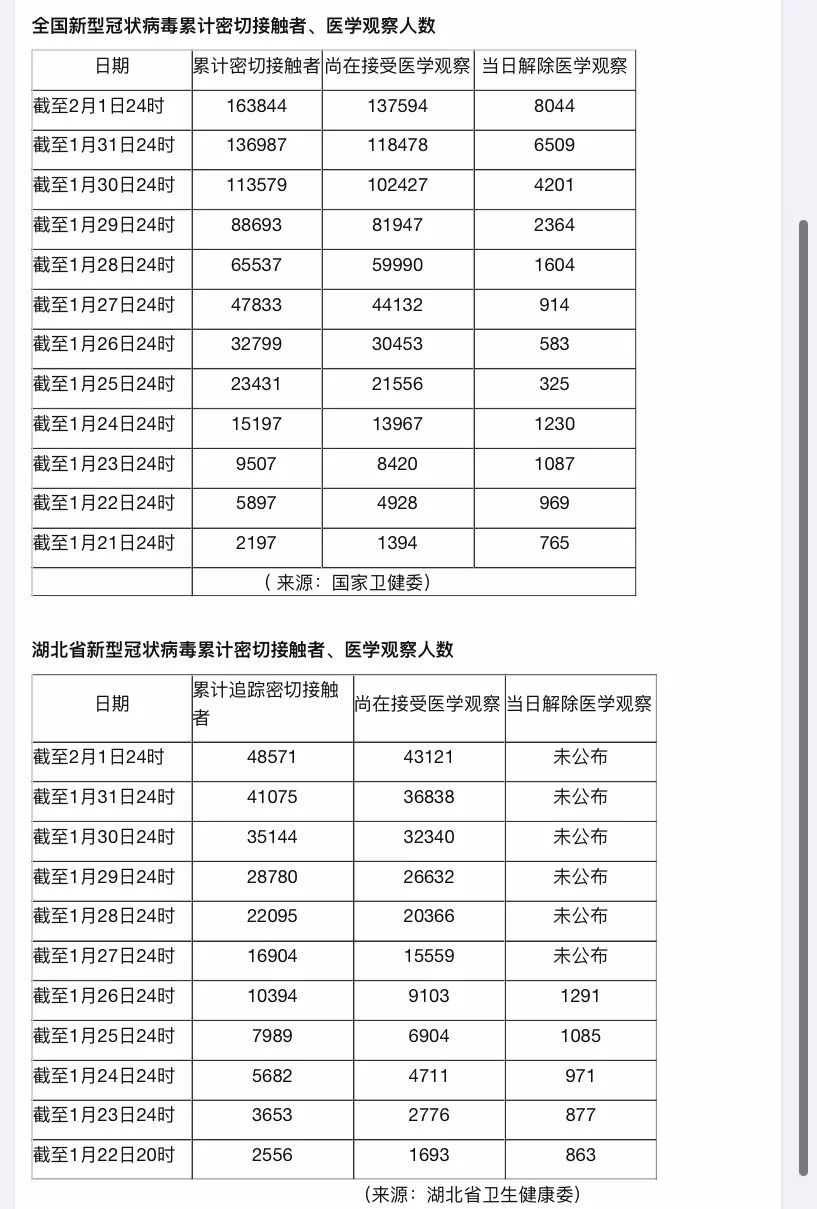 全国新型冠状病毒累计密切接触者、医学观察人数
日期 累计密切接触者 尚在接受医学观察 当日解除医学观察
截至2月1日24时 163844 137594 8044
截至1月31日24时 136987 118478 6509
截至1月30日24时 113579 102427 4201
截至1月29日24时 88693 81947 2364
截至1月28日24时 65537 59990 1604
截至1月27日24时 47833 44132 914
截至1月26日24时 32799 30453 583
截至1月25日24时 23431 21556 325
截至1月24日24时 15197 13967 1230
截至1月23日24时 9507 8420 1087
截至1月22日24时 5897 4928 969
截至1月21日24时 2197 1394 765
（ 来源：国家卫健委）
湖北省新型冠状病毒累计密切接触者、医学观察人数
日期 累计追踪密切接触者 尚在接受医学观察 当日解除医学观察
截至2月1日24时 48571 43121 未公布
截至1月31日24时 41075 36838 未公布
截至1月30日24时 35144 32340 未公布
截至1月29日24时 28780 26632 未公布
截至1月28日24时 22095 20366 未公布
截至1月27日24时 16904 15559 未公布
截至1月26日24时 10394 9103 1291
截至1月25日24时 7989 6904 1085
截至1月24日24时 5682 4711 971
截至1月23日24时 3653 2776 877
截至1月22日20时 2556 1693 863
（来源：湖北省卫生健康委）